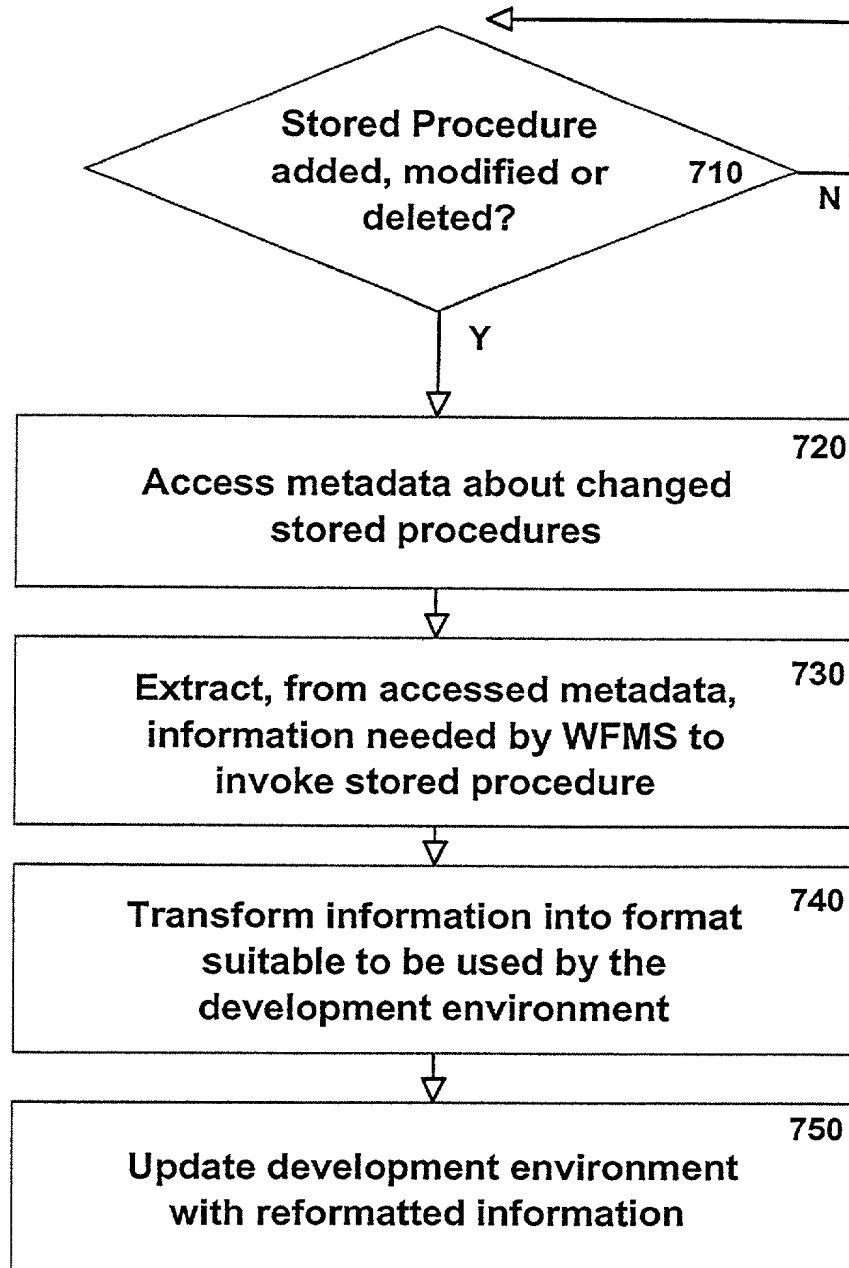 Stored Procedure
added, modified or
deleted?
710
N
Y
720
Access metadata about changed
stored procedures
730
Extract, from accessed metadata,
information needed by WFMS to
invoke stored procedure
740
Transform information into format
suitable to be used by the
development environment
750
Update development environment
with reformatted information